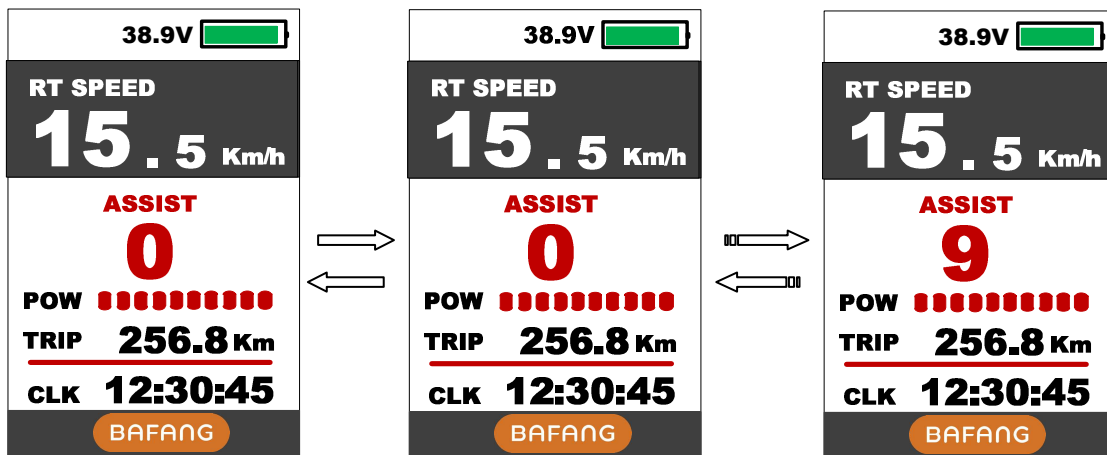 38.9V
RT SPEED
15.5 Km/h
ASSIST
0
POW
TRIP 256.8 Km
CLK 12:30:45
BAFANG
38.9V
RT SPEED
15.5 Km/h
ASSIST
0
POW
TRIP 256.8 Km
CLK 12:30:45
BAFANG
38.9V
RT SPEED
15.5 Km/h
ASSIST
9
POW
TRIP 256.8 Km
CLK 12:30:45
BAFANG